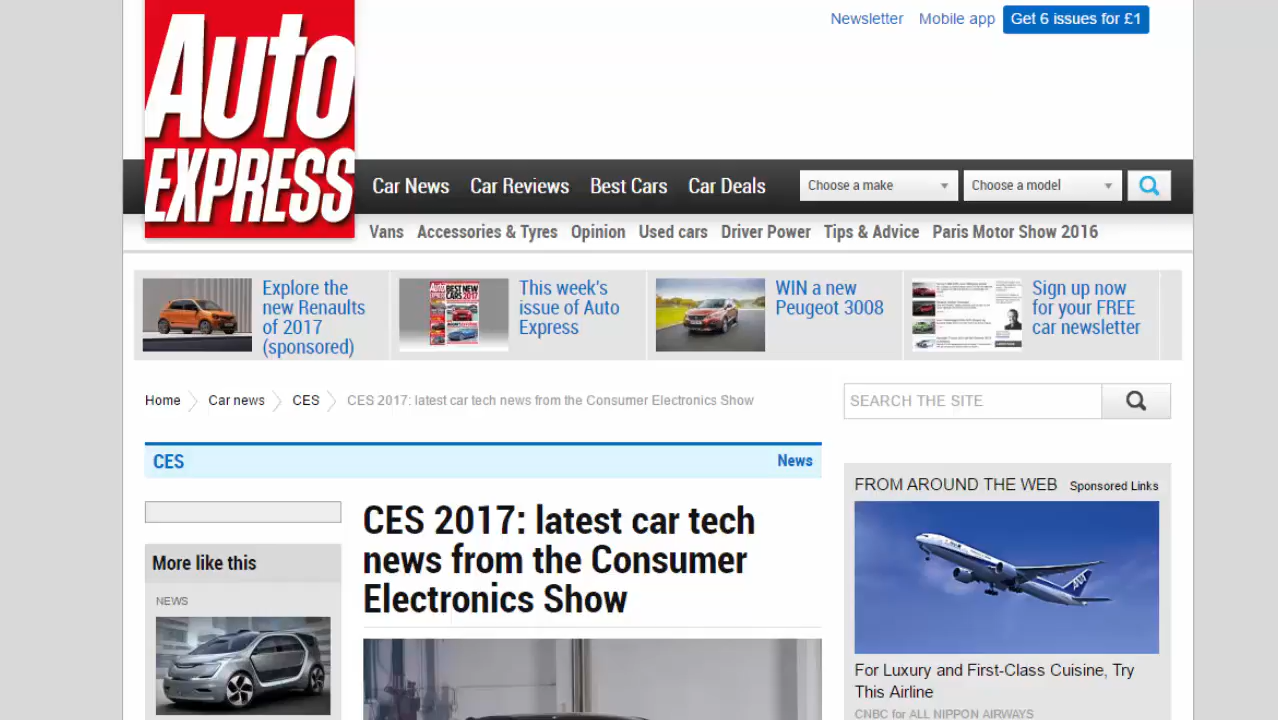 Newsletter Mobile app Get 6 issues for £1
Auto
EXPRESS
Car News Car Reviews Best Cars Car Deals Choose a make Choose a model
Vans Accessories & Tyres Opinion Used cars Driver Power Tips & Advice Paris Motor Show 2016
Explore the
new Renaults
of 2017
(sponsored)
This week's
issue of Auto
Express
WIN a new
Peugeot 3008
Sign up now
for your FREE
car newsletter
Home Car news CES CES 2017: latest car tech news from the Consumer Electronics Show
SEARCH THE SITE
CES News
CES 2017: latest car tech
news from the Consumer
Electronics Show
More like this
NEWS
FROM AROUND THE WEB Sponsored Links
For Luxury and First-Class Cuisine, Try
This Airline
CNBC for ALL NIPPON AIRWAYS